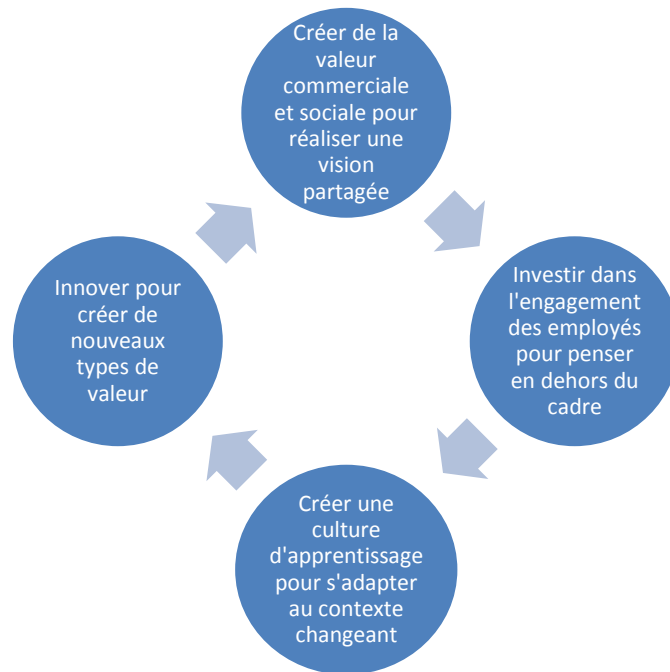 Créer de la
valeur
commerciale
et sociale pour
réaliser une
vision
partagée
Investir dans
l'engagement
des employés
pour penser
en dehors du
cadre
Créer une
culture
d'apprentissage
pour s'adapter
au contexte
changeant
Innover pour
créer de
nouveaux
types de
valeur